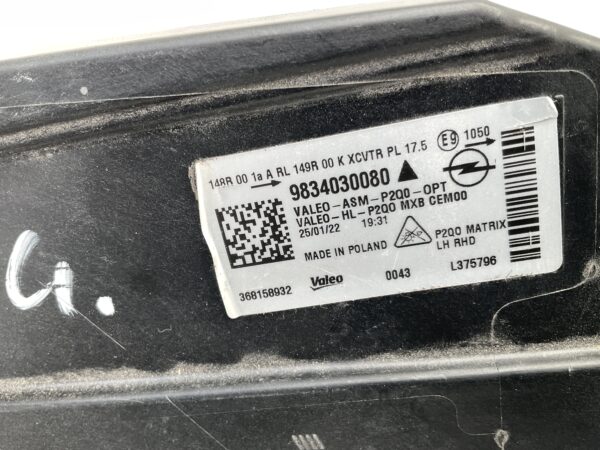 148R 00 1a A RL 149R 00 K XCVTR PL 17.5 E9 1050
9834030080
VALEO-ASM-P2QO-OPT
VALEO-HL-P2QO MXB CEM00
25/01/22 19:31
MADE IN POLAND
P2QO MATRIX
LH RHD
368158932 Valeo 0043 L375796
G.